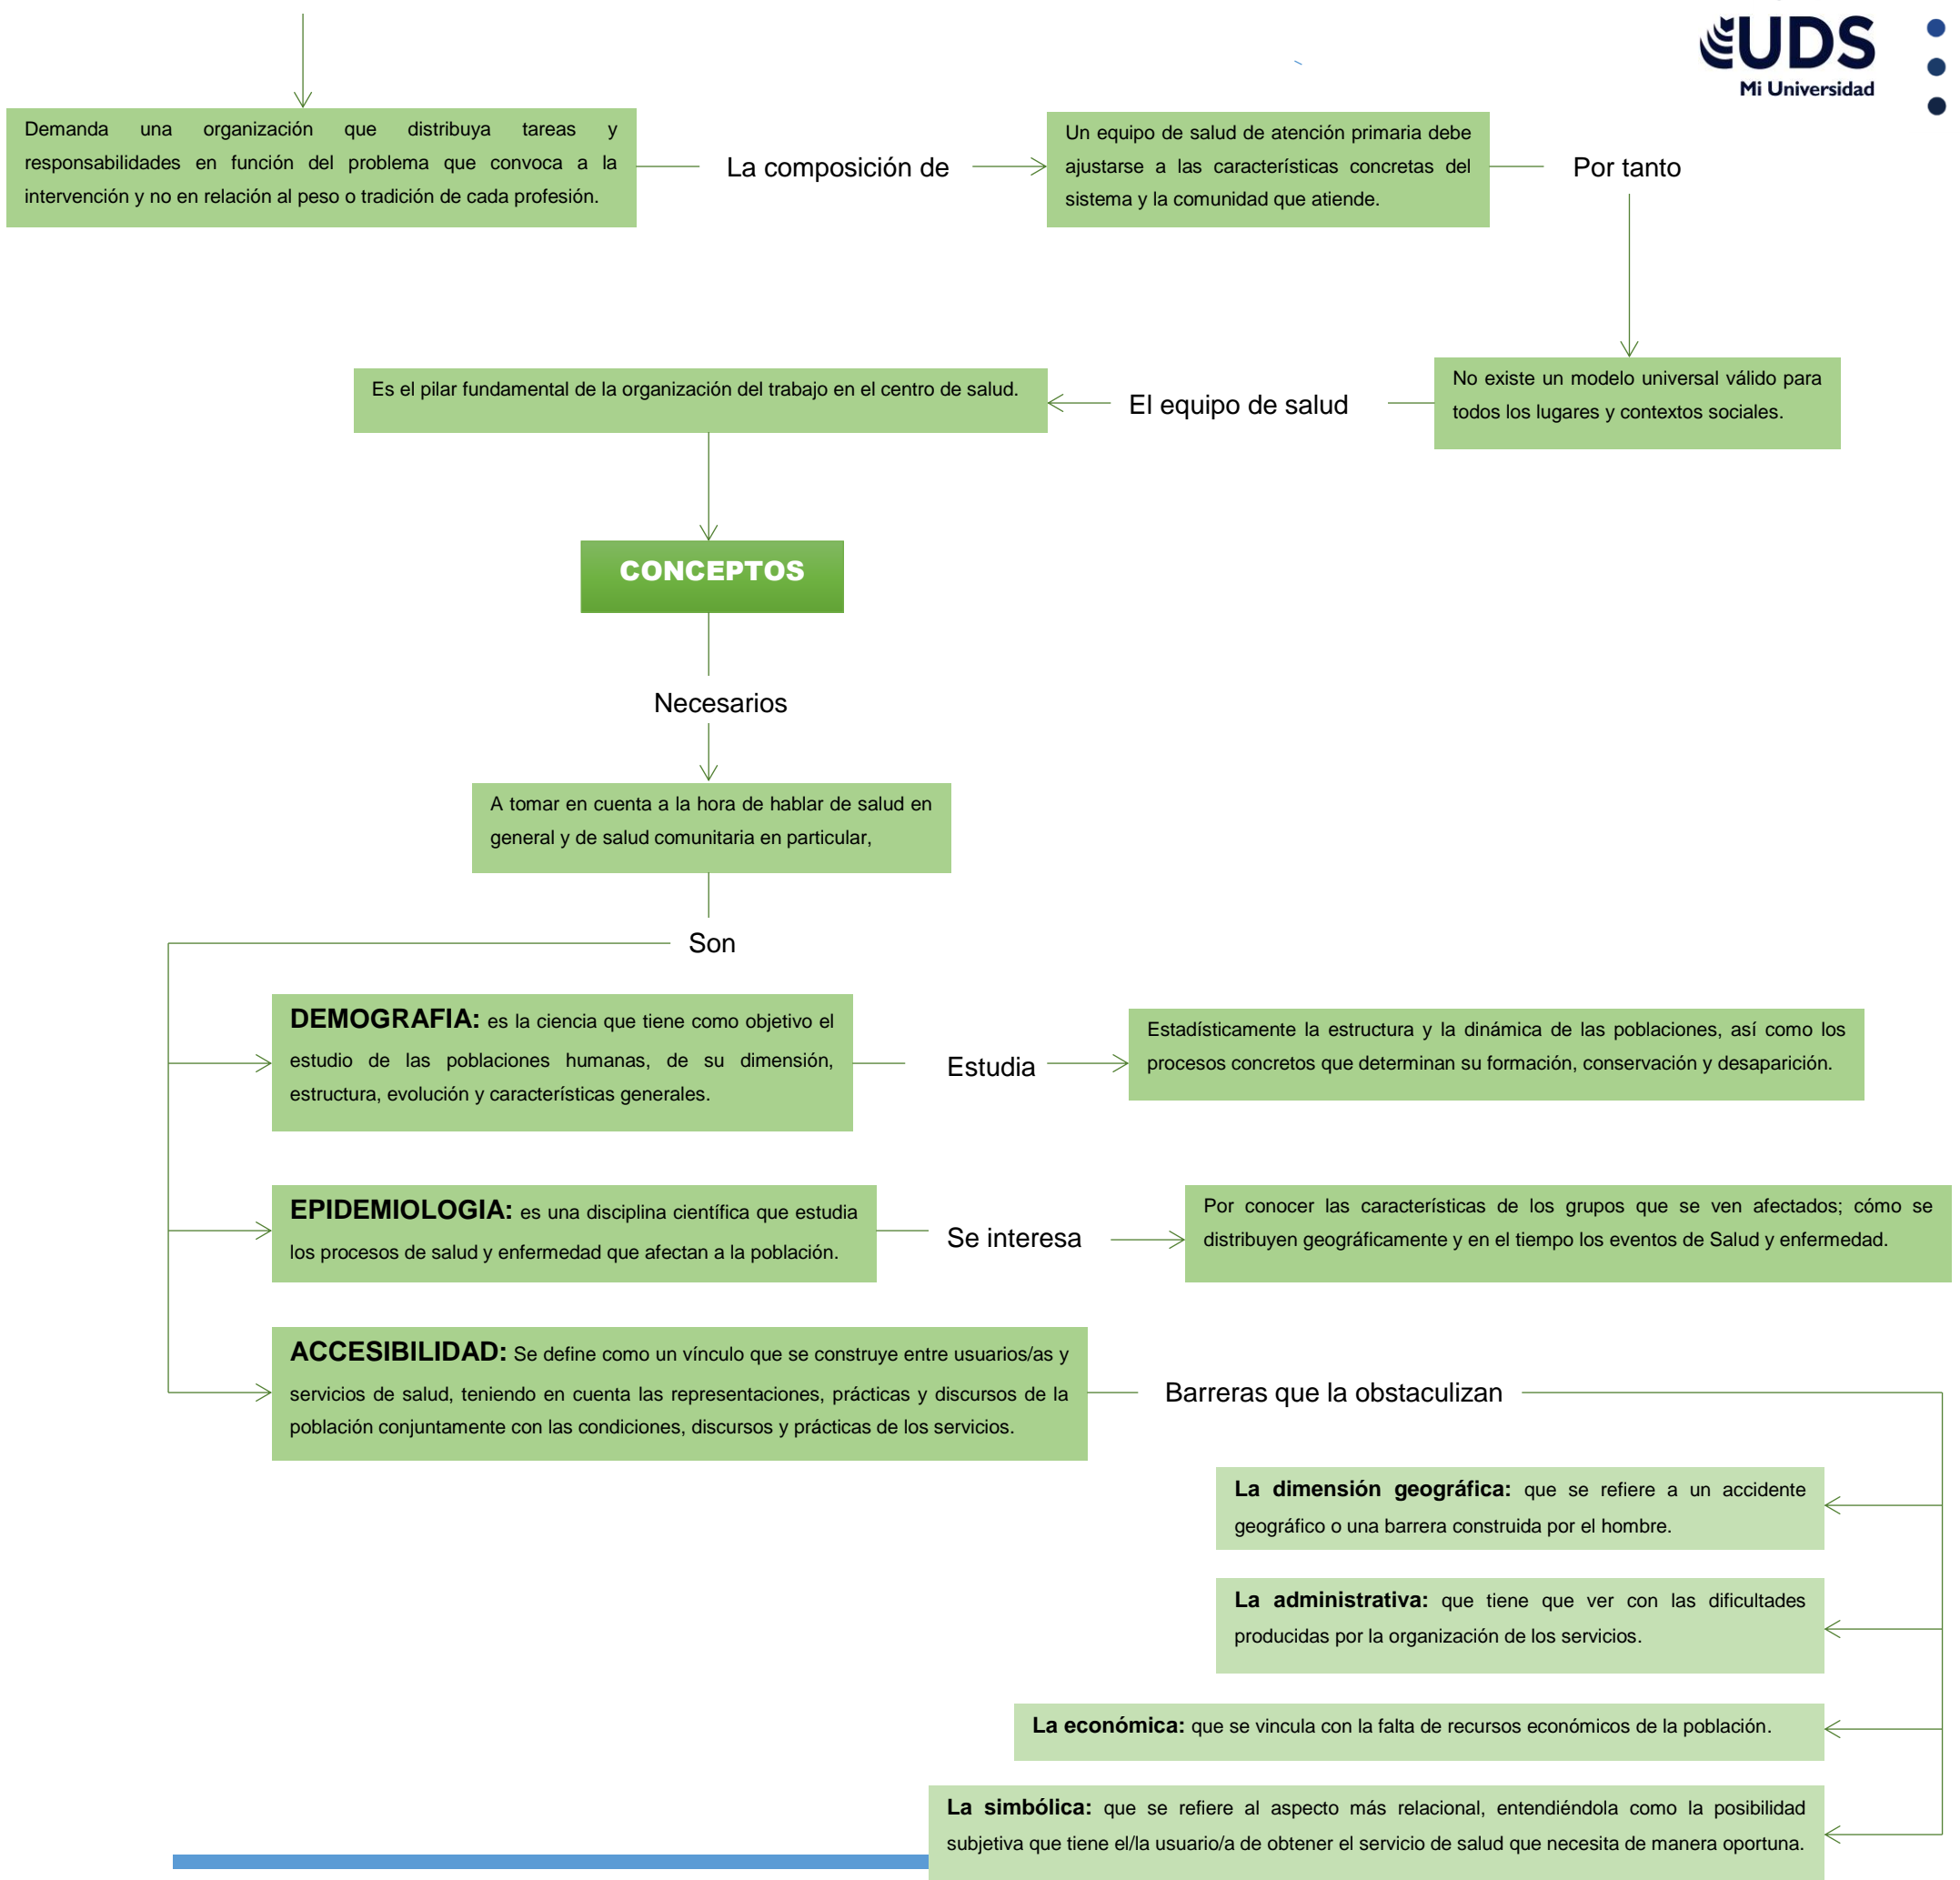 UDS
Mi Universidad
Demanda una organización que distribuya tareas y
responsabilidades en función del problema que convoca a la
intervención y no en relación al peso o tradición de cada profesión.
La composición de
Un equipo de salud de atención primaria debe
ajustarse a las características concretas del
sistema y la comunidad que atiende.
Por tanto
No existe un modelo universal válido para
todos los lugares y contextos sociales.
El equipo de salud
Es el pilar fundamental de la organización del trabajo en el centro de salud.
CONCEPTOS
Necesarios
A tomar en cuenta a la hora de hablar de salud en
general y de salud comunitaria en particular,
Son
DEMOGRAFIA: es la ciencia que tiene como objetivo el
estudio de las poblaciones humanas, de su dimensión,
estructura, evolución y características generales.
Estudia
Estadísticamente la estructura y la dinámica de las poblaciones, así como los
procesos concretos que determinan su formación, conservación y desaparición.
EPIDEMIOLOGIA: es una disciplina científica que estudia
los procesos de salud y enfermedad que afectan a la población.
Se interesa
Por conocer las características de los grupos que se ven afectados; cómo se
distribuyen geográficamente y en el tiempo los eventos de Salud y enfermedad.
ACCESIBILIDAD: Se define como un vínculo que se construye entre usuarios/as y
servicios de salud, teniendo en cuenta las representaciones, prácticas y discursos de la
población conjuntamente con las condiciones, discursos y prácticas de los servicios.
Barreras que la obstaculizan
La dimensión geográfica: que se refiere a un accidente
geográfico o una barrera construida por el hombre.
La administrativa: que tiene que ver con las dificultades
producidas por la organización de los servicios.
La económica: que se vincula con la falta de recursos económicos de la población.
La simbólica: que se refiere al aspecto más relacional, entendiéndola como la posibilidad
subjetiva que tiene el/la usuario/a de obtener el servicio de salud que necesita de manera oportuna.